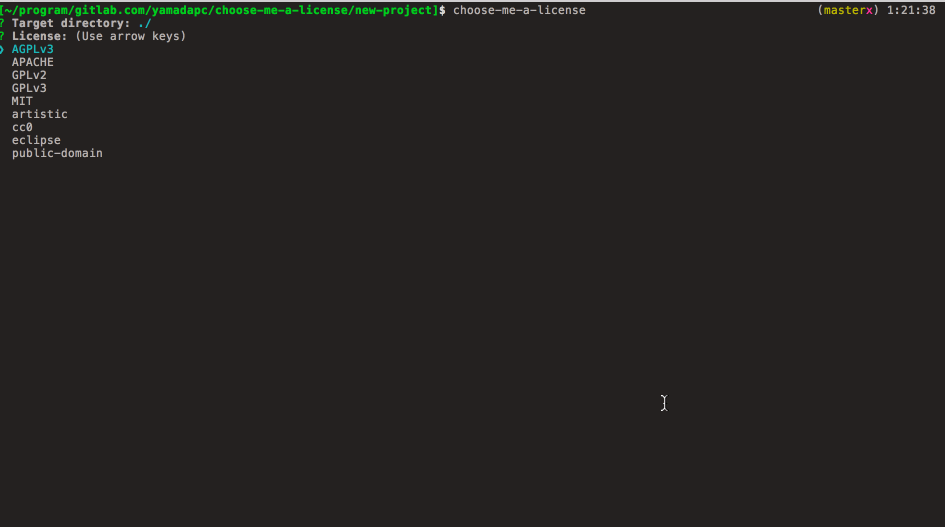 [~/program/gitlab.com/yamadapc/choose-me-a-license/new-project]$ choose-me-a-license (masterx) 1:21:38
? Target directory: ./
? License: (Use arrow keys)
❯ AGPLv3
APACHE
GPLv2
GPLv3
MIT
artistic
cc0
eclipse
public-domain